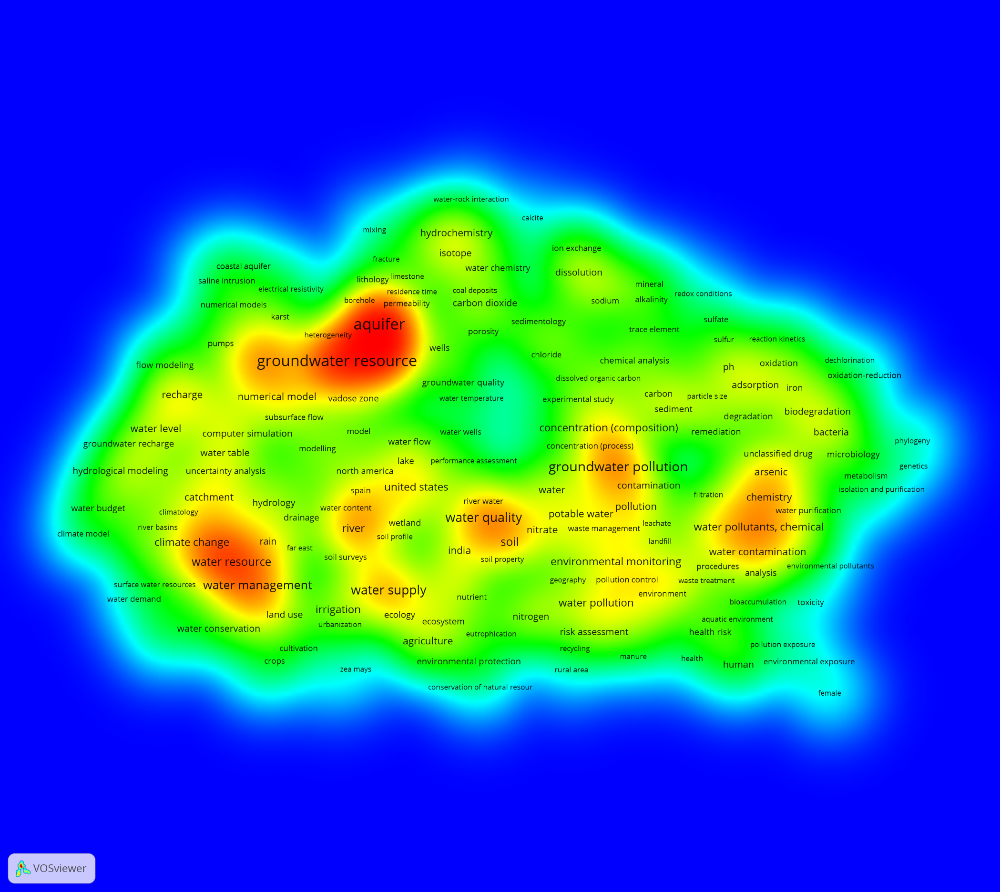 water-rock interaction
calcite
mixing
hydrochemistry
ion exchange
isotope
fracture
coastal aquifer
water chemistry
dissolution
limestone
lithology
saline intrusion
mineral
electrical resistivity
residence time
coal deposits
redox conditions
borehole
permeability
carbon dioxide
sodium
alkalinity
numerical models
karst
sedimentology
sulfate
aquifer
trace element
porosity
heterogeneity
sulfur
reaction kinetics
pumps
wells
chloride
groundwater resource
chemical analysis
dechlorination
flow modeling
ph
oxidation
oxidation-reduction
dissolved organic carbon
groundwater quality
adsorption
iron
recharge
numerical model
vadose zone
water temperature
experimental study
carbon
particle size
sediment
biodegradation
subsurface flow
degradation
water level
computer simulation
model
water wells
concentration (composition)
remediation
bacteria
groundwater recharge
modelling
water flow
concentration (process)
phylogeny
water table
unclassified drug
microbiology
lake
performance assessment
groundwater pollution
genetics
hydrological modeling
uncertainty analysis
north america
arsenic
metabolism
spain
united states
water
contamination
isolation and purification
filtration
catchment
hydrology
river water
chemistry
water budget
climatology
water content
pollution
water purification
drainage
water quality
potable water
river basins
river
wetland
nitrate
waste management
leachate
water pollutants, chemical
climate model
soil profile
climate change
rain
soil
landfill
far east
india
water contamination
water resource
soil surveys
soil property
environmental monitoring
procedures
environmental pollutants
analysis
surface water resources
water management
geography
pollution control
waste treatment
water demand
water supply
nutrient
environment
water pollution
bioaccumulation
toxicity
land use
irrigation
ecology
ecosystem
nitrogen
aquatic environment
water conservation
urbanization
eutrophication
risk assessment
health risk
cultivation
agriculture
recycling
pollution exposure
crops
environmental protection
manure
health
human
environmental exposure
zea mays
rural area
conservation of natural resour
female
VOSviewer